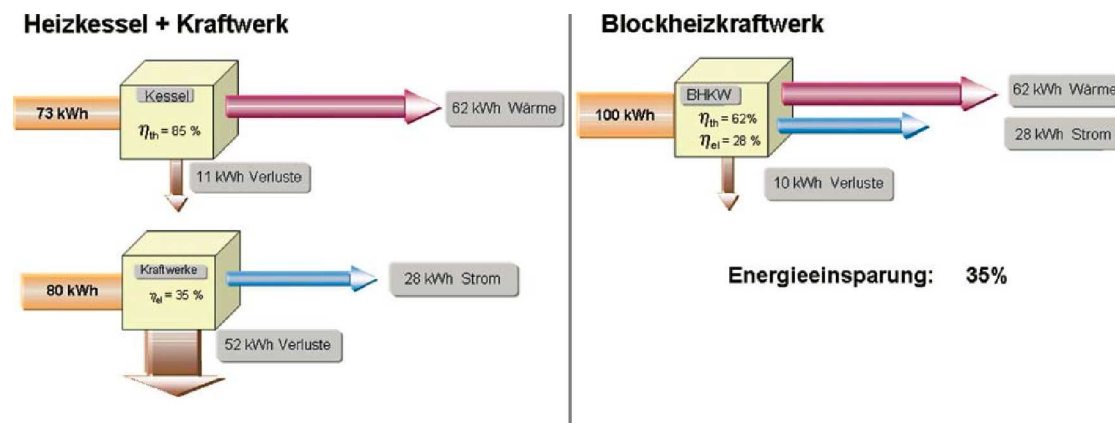 Heizkessel + Kraftwerk
73 kWh
Kessel
ηth = 85 %
62 kWh Wärme
11 kWh Verluste
80 kWh
Kraftwerke
ηel = 35 %
28 kWh Strom
52 kWh Verluste
Blockheizkraftwerk
100 kWh
BHKW
ηth = 62%
ηel = 28 %
62 kWh Wärme
28 kWh Strom
10 kWh Verluste
Energieeinsparung: 35%